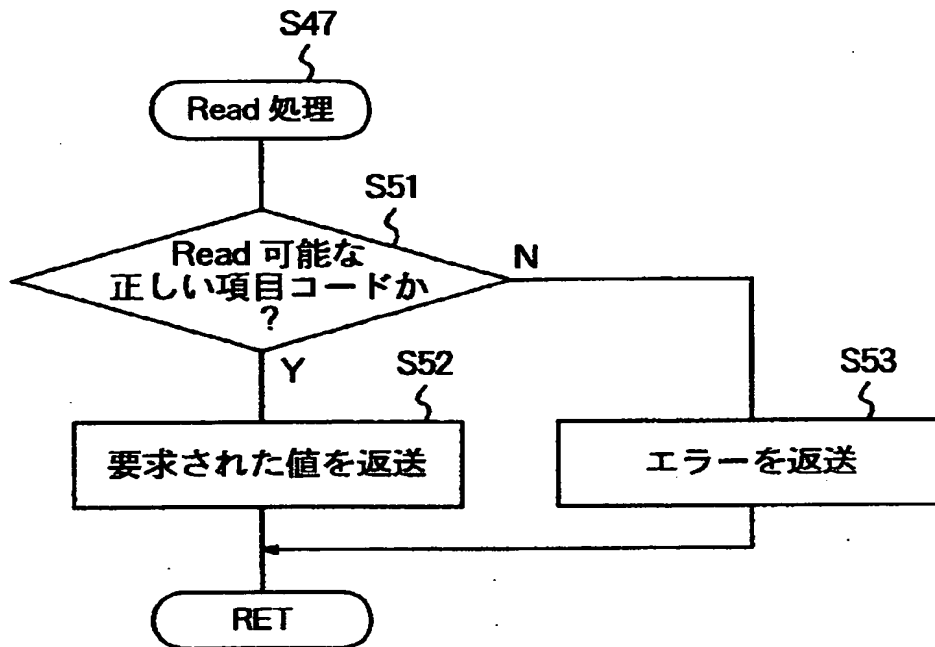 S47
Read 処理
S51
Read 可能な
正しい項目コードか
?
N
Y
S52
S53
要求された値を返送
エラーを返送
RET